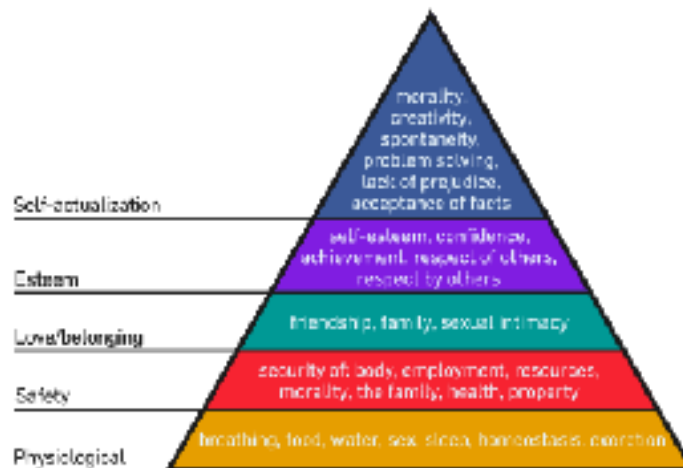 morality,
creativity,
spontaneity,
problem solving,
lack of prejudice,
acceptance of facts
Self-actualization
self-esteem, confidence,
achievement, respect of others,
respect by others
Esteem
friendship, family, sexual intimacy
Love/belonging
security of: body, employment, resources,
morality, the family, health, property
Safety
breathing, food, water, sex, sleep, homeostasis, excretion
Physiological